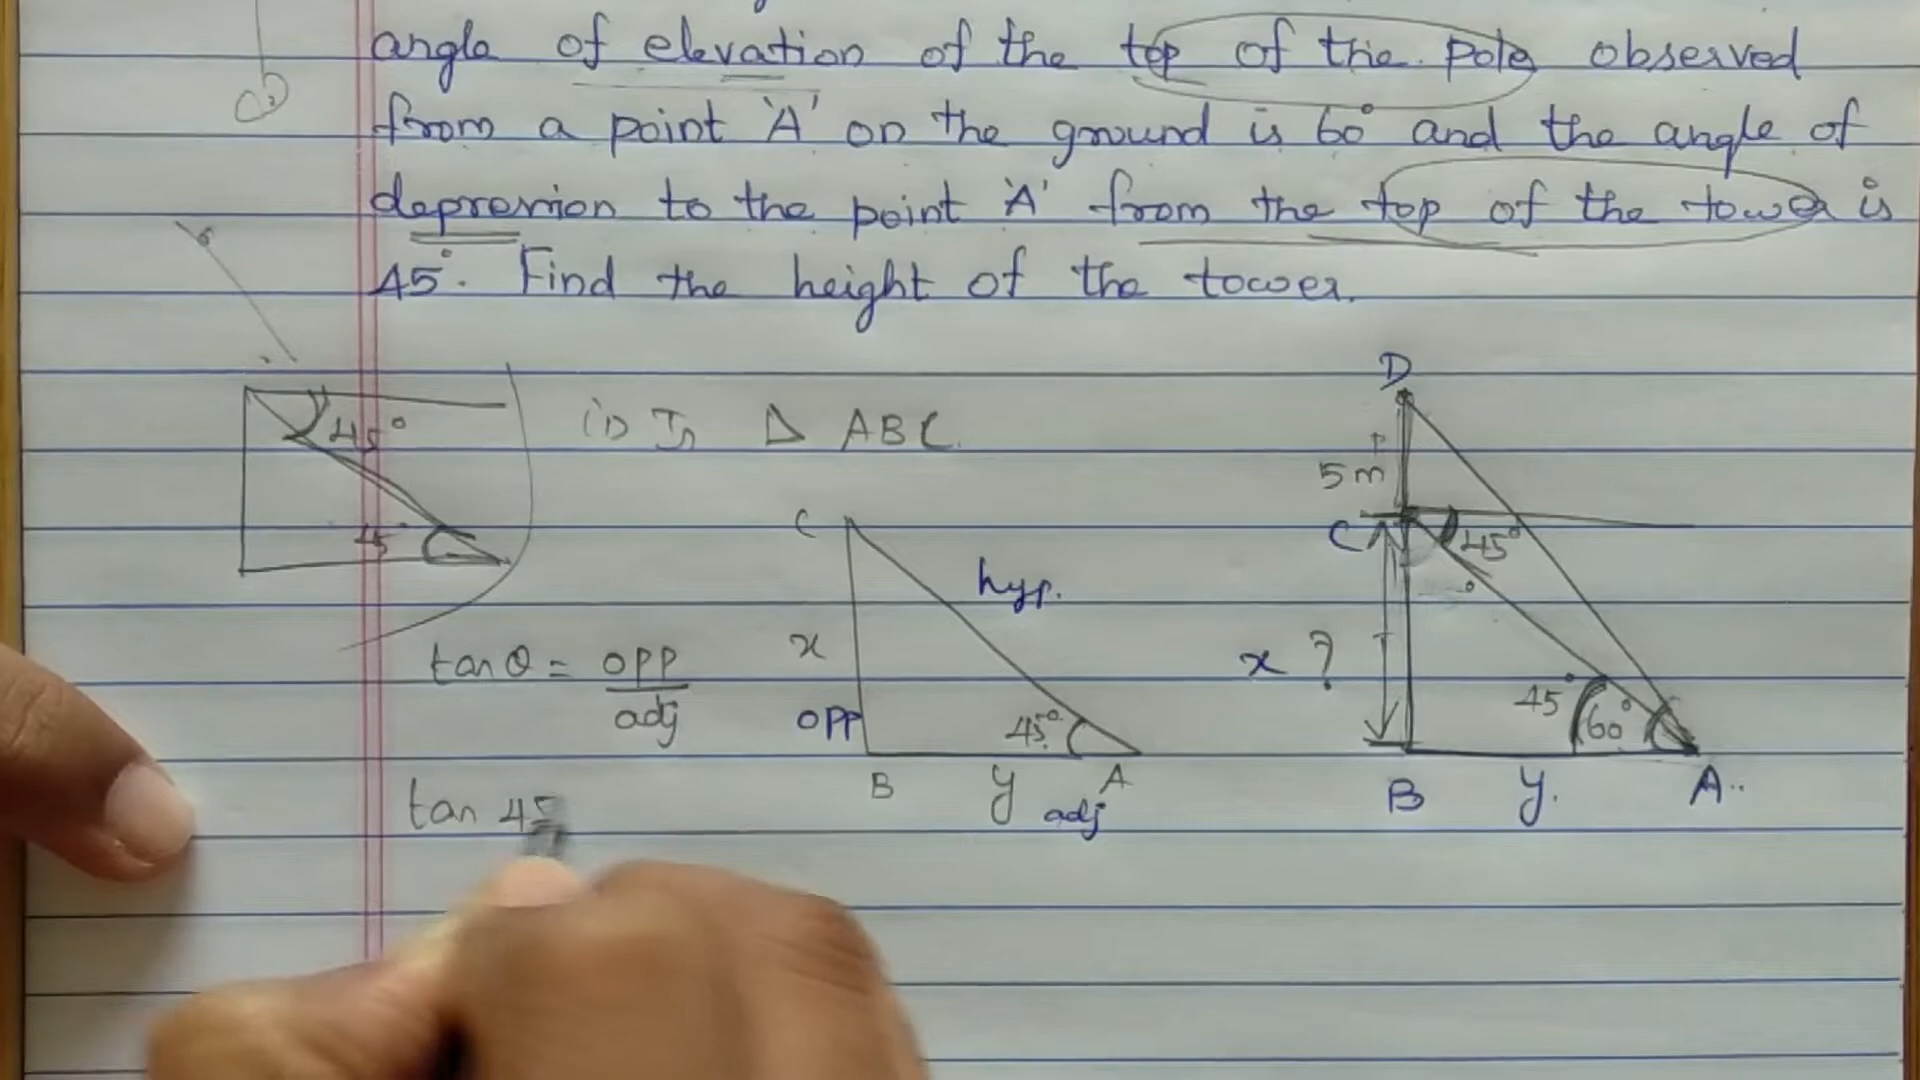 angle of elevation of the top of the pole observed
from a point 'A' on the ground is 60° and the angle of
depression to the point 'A' from the top of the tower is
45°. Find the height of the tower.
45°
45
i) In Δ ABC.
C
hyp.
x
opp
45°
B
y
A
adj
tan θ = opp
adj
tan 45
D
5m
C
45°
x ?
45°
60°
B
y.
A..